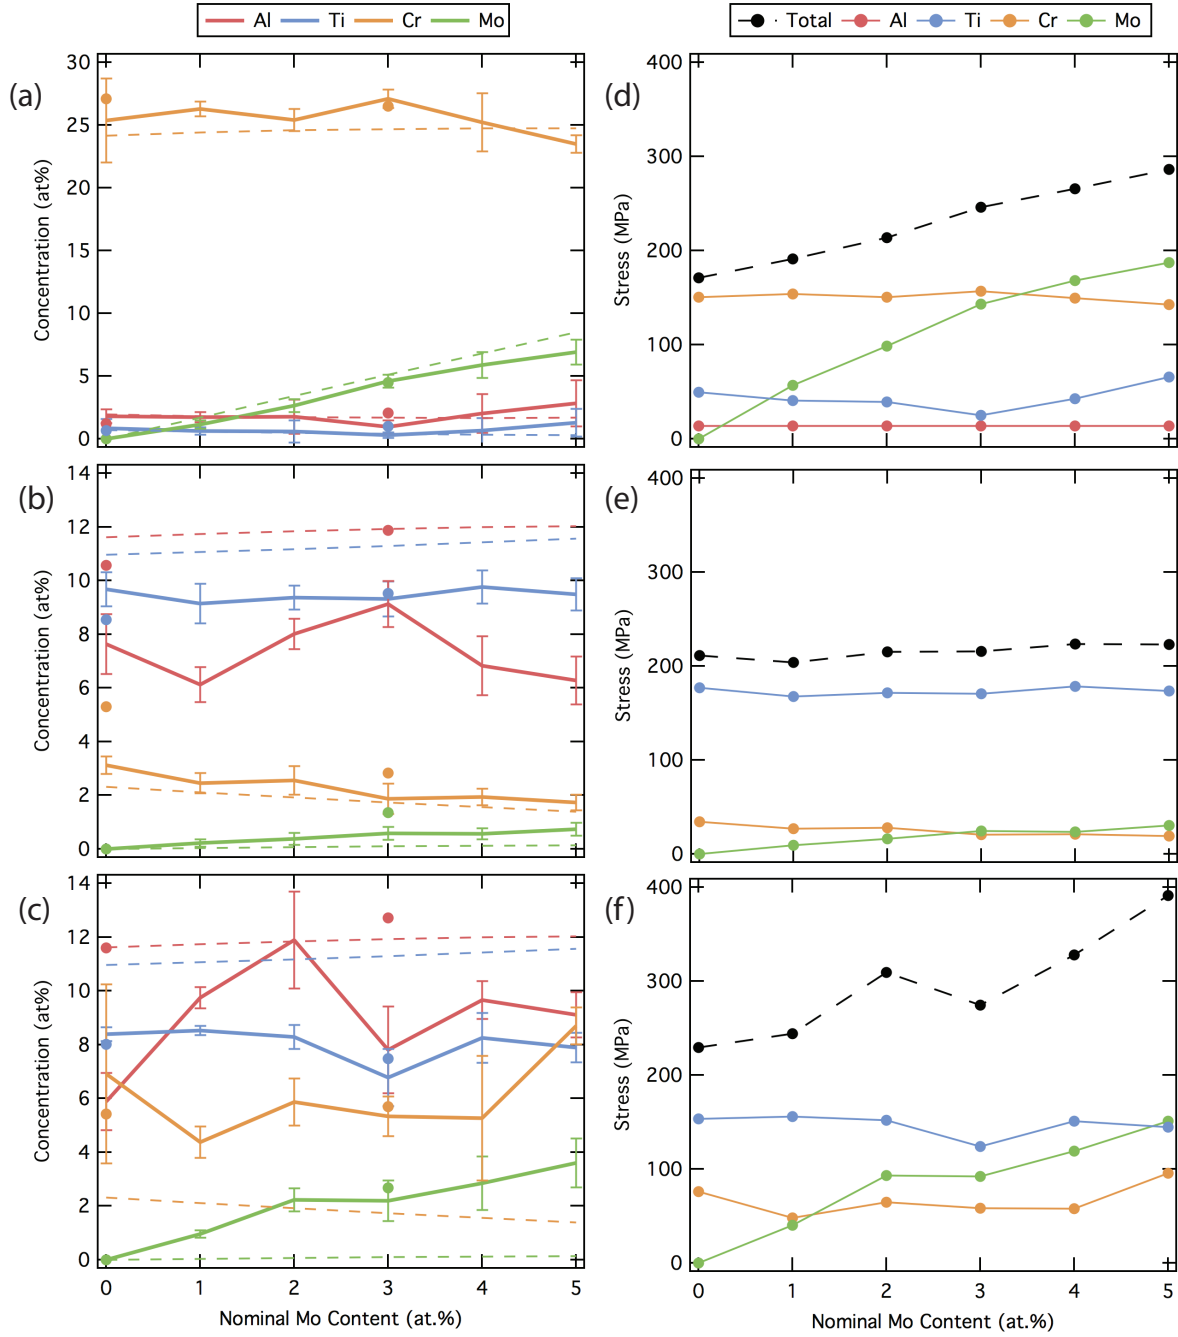 Al Ti Cr Mo
Total Al Ti Cr Mo
(a)
30
25
20
15
10
5
0
Concentration (at%)
(d)
400
300
200
100
0
Stress (MPa)
(b)
14
12
10
8
6
4
2
0
Concentration (at%)
(e)
400
300
200
100
0
Stress (MPa)
(c)
14
12
10
8
6
4
2
0
Concentration (at%)
0 1 2 3 4 5
Nominal Mo Content (at.%)
(f)
400
300
200
100
0
Stress (MPa)
0 1 2 3 4 5
Nominal Mo Content (at.%)